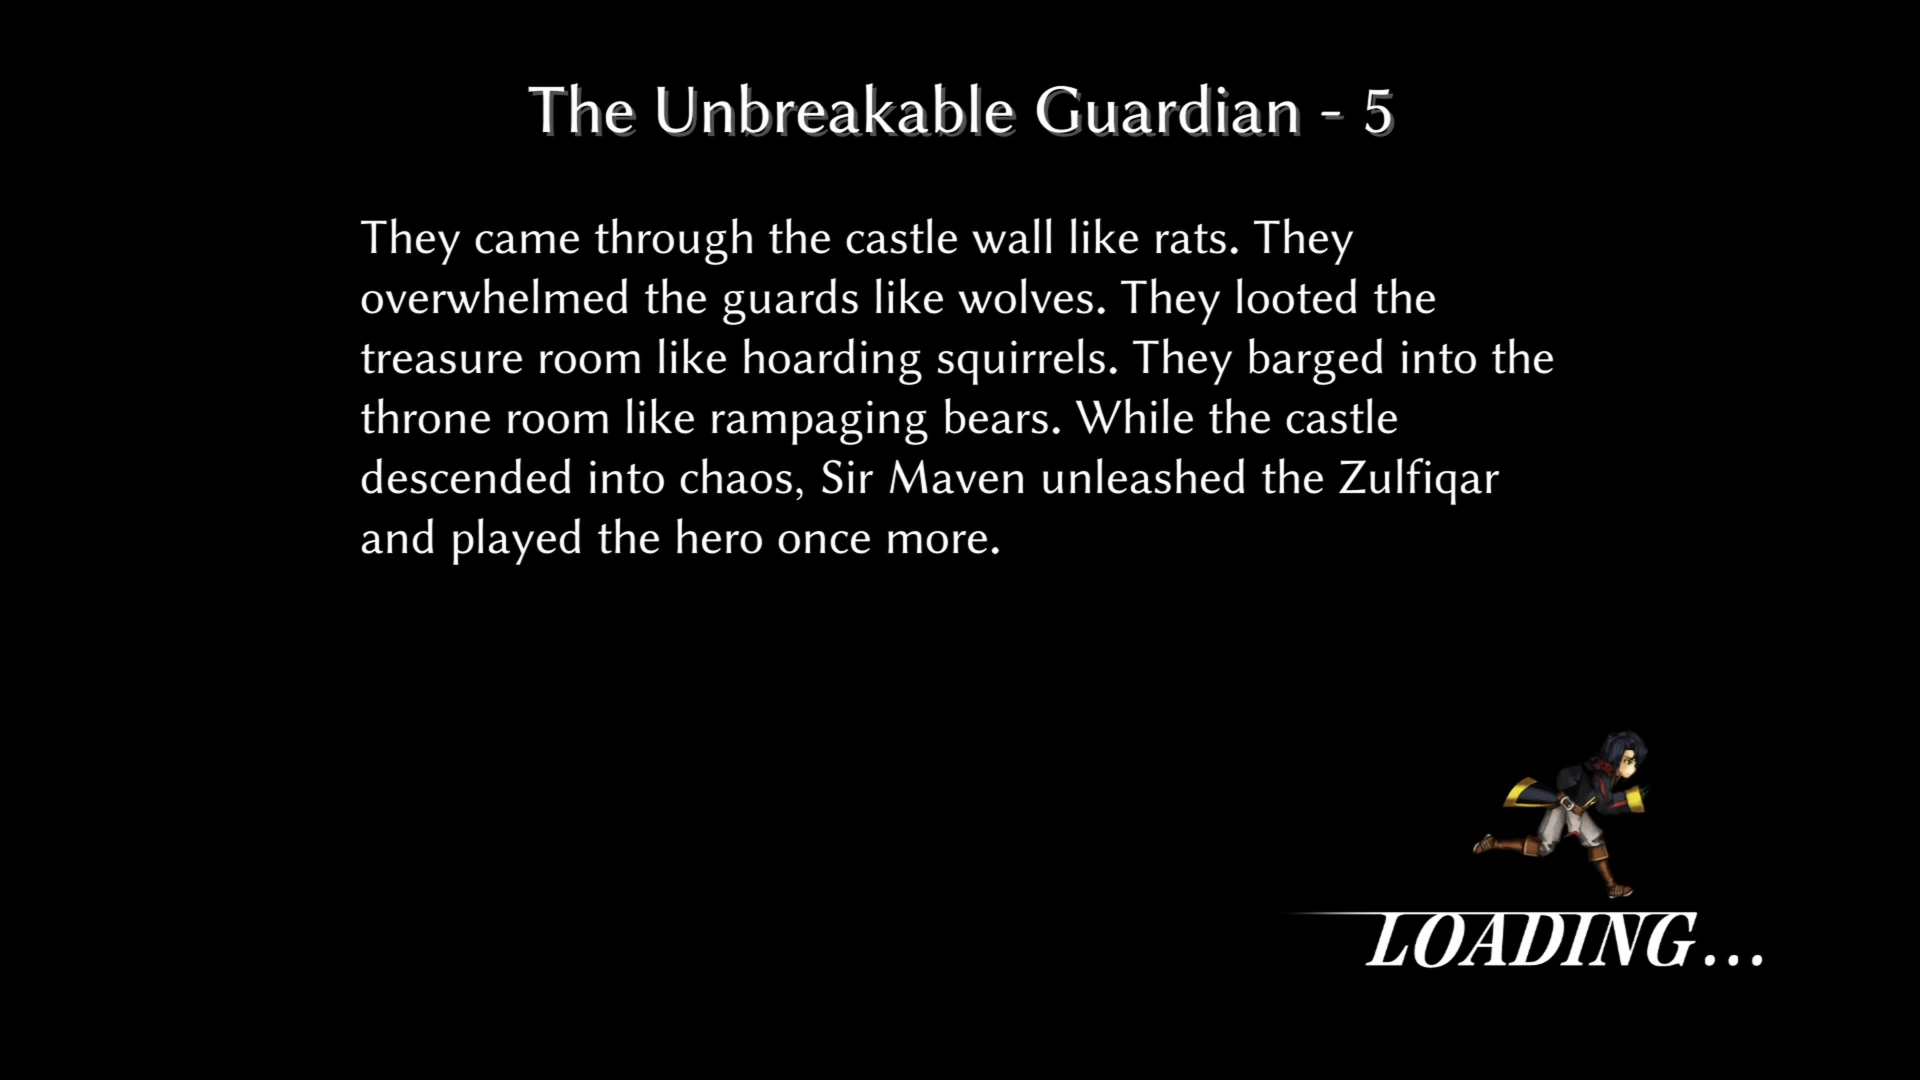 The Unbreakable Guardian - 5
They came through the castle wall like rats. They
overwhelmed the guards like wolves. They looted the
treasure room like hoarding squirrels. They barged into the
throne room like rampaging bears. While the castle
descended into chaos, Sir Maven unleashed the Zulfiqar
and played the hero once more.
LOADING...